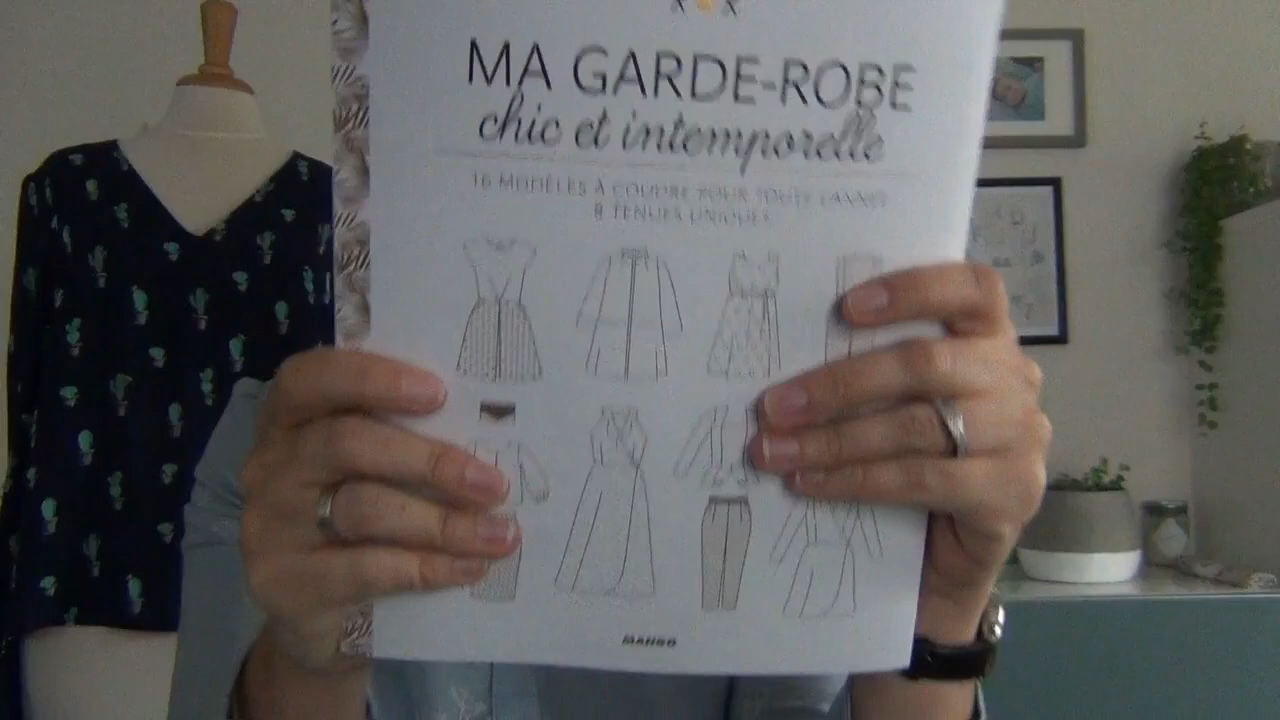 MA GARDE-ROBE
chic et intemporelle
16 MODÈLES À COUDRE POUR TOUTE L'ANNÉE
8 TENUES UNIQUES
MANGO